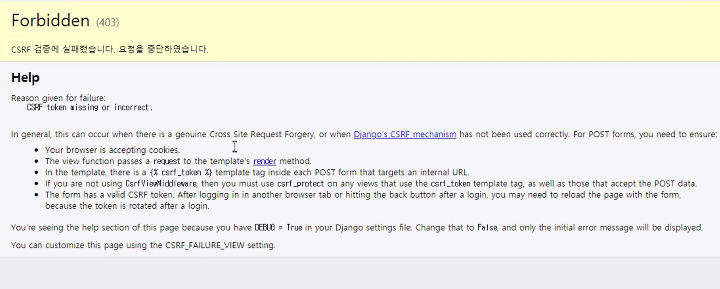 Forbidden (403)
CSRF 검증에 실패했습니다. 요청을 중단하였습니다.
Help
Reason given for failure:
CSRF token missing or incorrect.
In general, this can occur when there is a genuine Cross Site Request Forgery, or when Django's CSRF mechanism has not been used correctly. For POST forms, you need to ensure:
• Your browser is accepting cookies.
• The view function passes a request to the template's render method.
• In the template, there is a {% csrf_token %} template tag inside each POST form that targets an internal URL.
• If you are not using CsrfViewMiddleware, then you must use csrf_protect on any views that use the csrf_token template tag, as well as those that accept the POST data.
• The form has a valid CSRF token. After logging in in another browser tab or hitting the back button after a login, you may need to reload the page with the form,
because the token is rotated after a login.
You're seeing the help section of this page because you have DEBUG = True in your Django settings file. Change that to False, and only the initial error message will be displayed.
You can customize this page using the CSRF_FAILURE_VIEW setting.